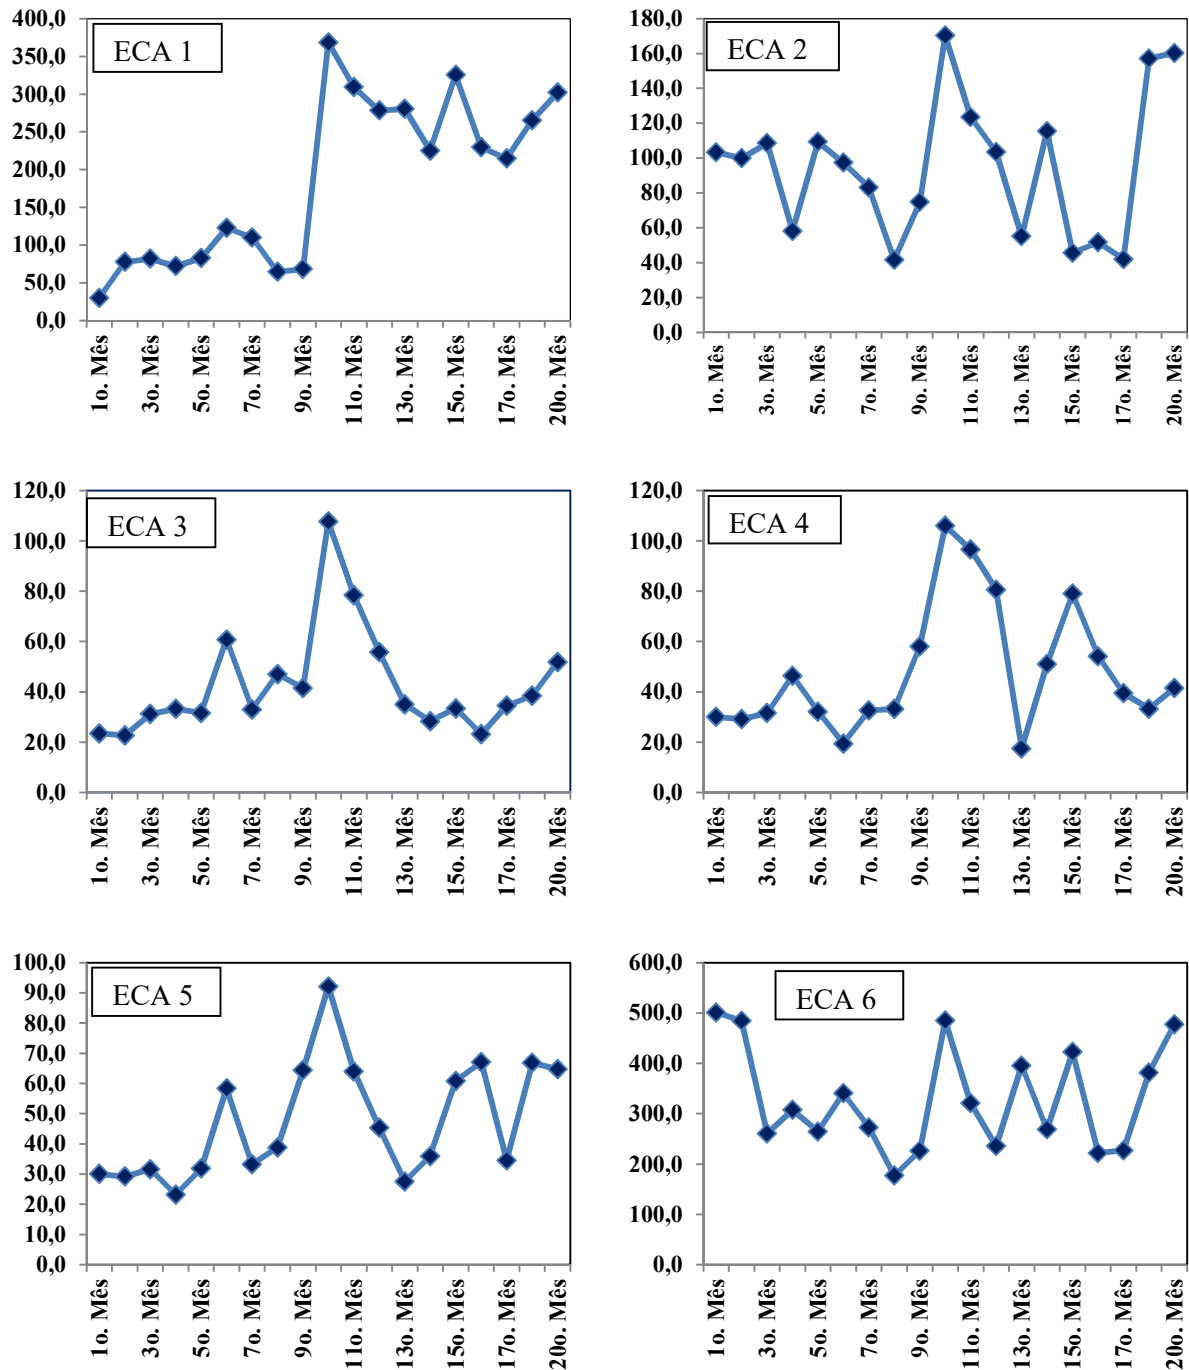 ECA 1
400,0
350,0
300,0
250,0
200,0
150,0
100,0
50,0
0,0
1o. Mês
3o. Mês
5o. Mês
7o. Mês
9o. Mês
11o. Mês
13o. Mês
15o. Mês
17o. Mês
20o. Mês
ECA 2
180,0
160,0
140,0
120,0
100,0
80,0
60,0
40,0
20,0
0,0
1o. Mês
3o. Mês
5o. Mês
7o. Mês
9o. Mês
11o. Mês
13o. Mês
15o. Mês
17o. Mês
20o. Mês
ECA 3
120,0
100,0
80,0
60,0
40,0
20,0
0,0
1o. Mês
3o. Mês
5o. Mês
7o. Mês
9o. Mês
11o. Mês
13o. Mês
15o. Mês
17o. Mês
20o. Mês
ECA 4
120,0
100,0
80,0
60,0
40,0
20,0
0,0
1o. Mês
3o. Mês
5o. Mês
7o. Mês
9o. Mês
11o. Mês
13o. Mês
15o. Mês
17o. Mês
20o. Mês
ECA 5
100,0
90,0
80,0
70,0
60,0
50,0
40,0
30,0
20,0
10,0
0,0
1o. Mês
3o. Mês
5o. Mês
7o. Mês
9o. Mês
11o. Mês
13o. Mês
15o. Mês
17o. Mês
20o. Mês
ECA 6
600,0
500,0
400,0
300,0
200,0
100,0
0,0
1o. Mês
3o. Mês
5o. Mês
7o. Mês
9o. Mês
11o. Mês
13o. Mês
15o. Mês
17o. Mês
20o. Mês